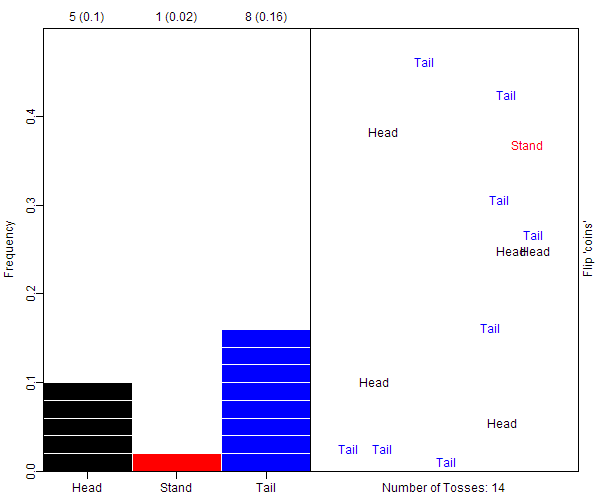 5 (0.1) 1 (0.02) 8 (0.16)
Frequency
0.4
0.3
0.2
0.1
0.0
Head Stand Tail
Tail
Tail
Head
Stand
Tail
Tail
Head Head
Tail
Head
Head
Tail Tail
Tail
Number of Tosses: 14
Flip 'coins'